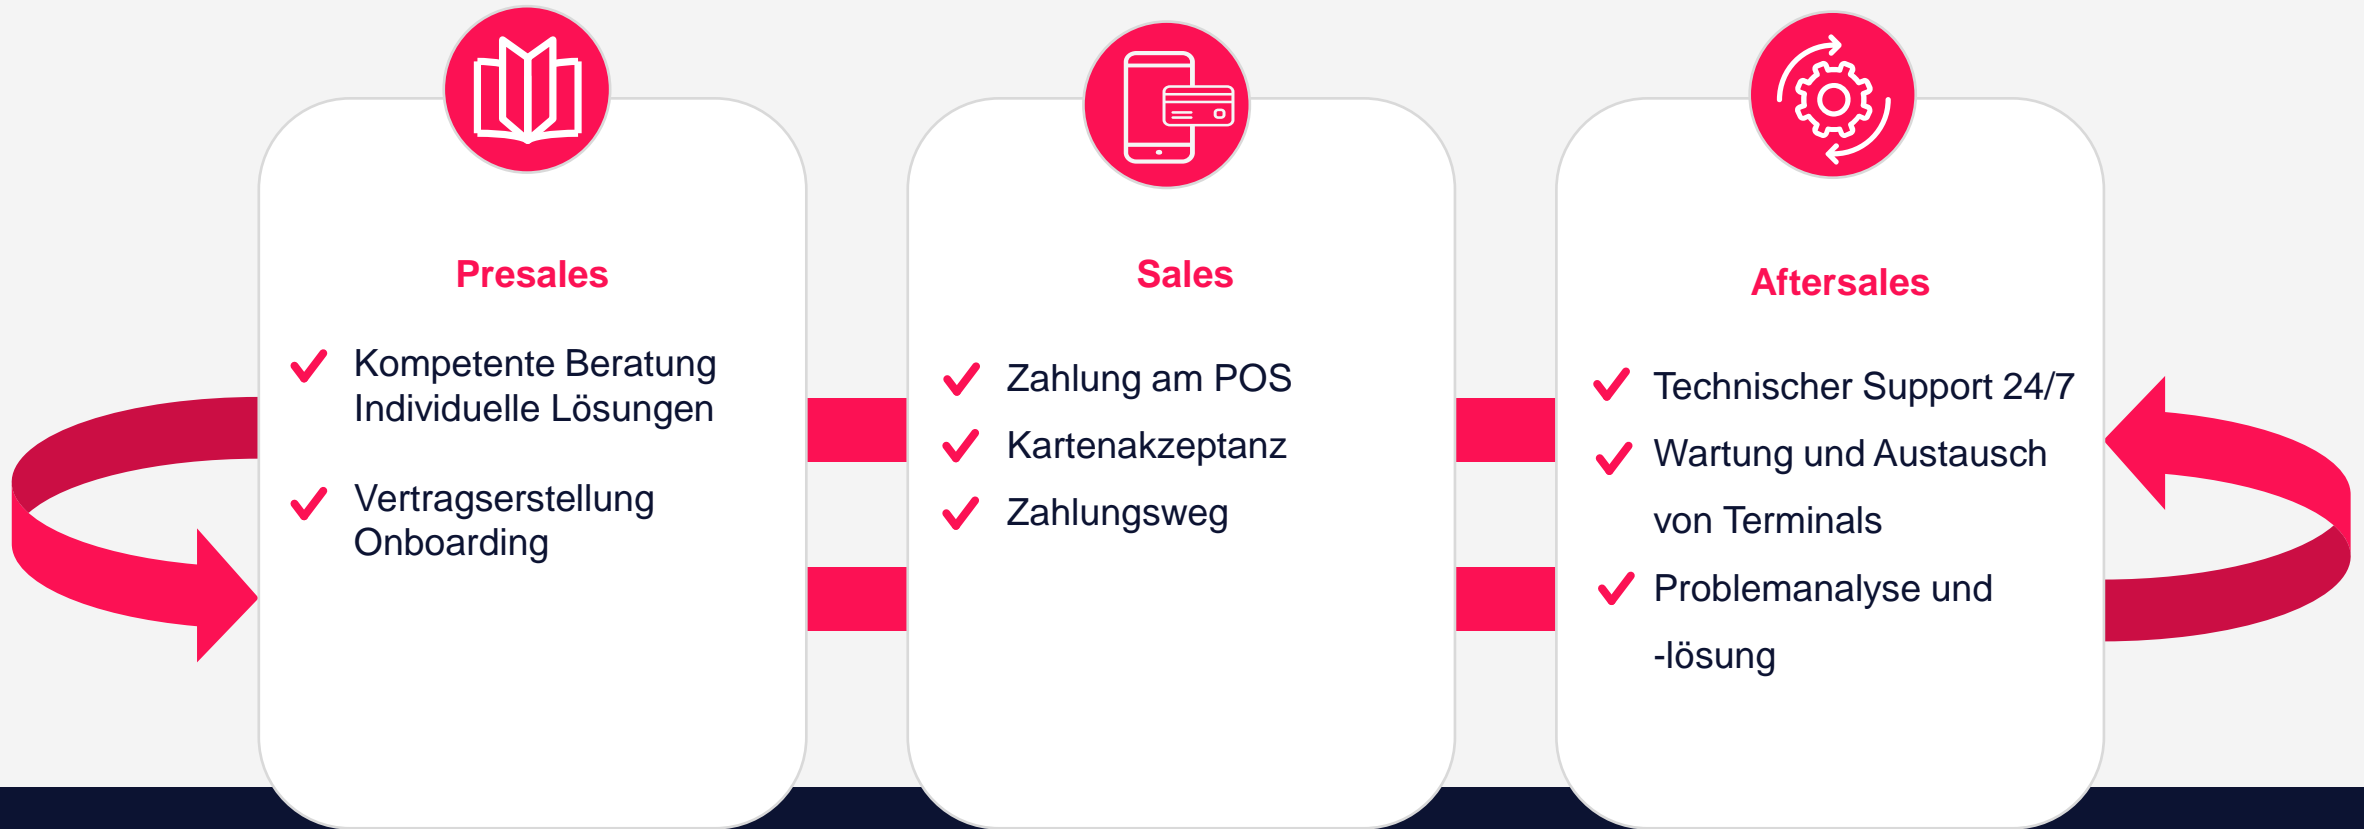 Presales
Kompetente Beratung
Individuelle Lösungen
Vertragserstellung
Onboarding
Sales
Zahlung am POS
Kartenakzeptanz
Zahlungsweg
Aftersales
Technischer Support 24/7
Wartung und Austausch
von Terminals
Problemanalyse und
-lösung